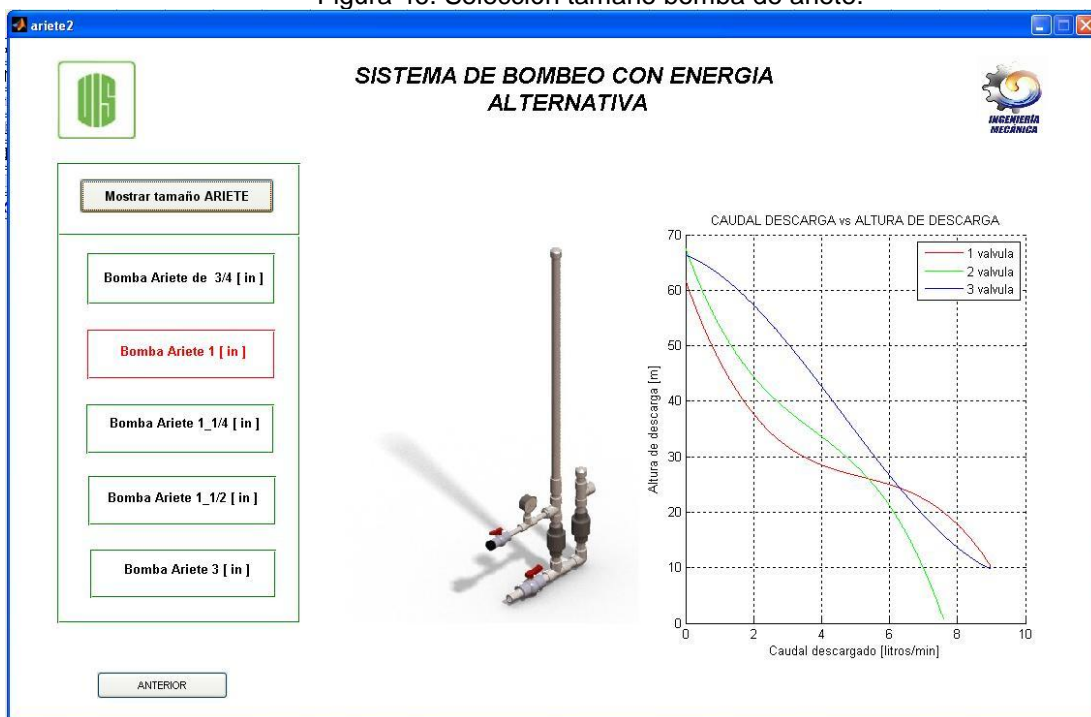 Figura 45. Selección tamaño bomba de ariete.
ariete2
UIS
SISTEMA DE BOMBEO CON ENERGIA
ALTERNATIVA
INGENIERÍA
MECÁNICA
Mostrar tamaño ARIETE
Bomba Ariete de 3/4 [ in ]
Bomba Ariete 1 [ in ]
Bomba Ariete 1_1/4 [ in ]
Bomba Ariete 1_1/2 [ in ]
Bomba Ariete 3 [ in ]
ANTERIOR
CAUDAL DESCARGA vs ALTURA DE DESCARGA
1 valvula
2 valvula
3 valvula
Altura de descarga [m]
70
60
50
40
30
20
10
0
0 2 4 6 8 10
Caudal descargado [litros/min]